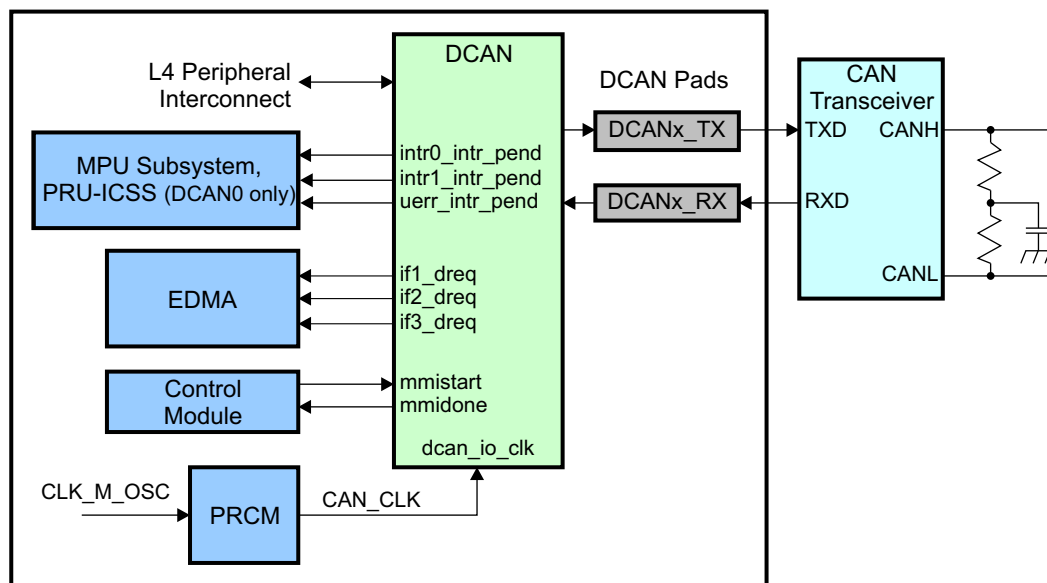 DCAN
L4 Peripheral
Interconnect
DCAN Pads
CAN
Transceiver
DCANx_TX
TXD
CANH
MPU Subsystem,
PRU-ICSS (DCAN0 only)
intr0_intr_pend
intr1_intr_pend
uerr_intr_pend
DCANx_RX
RXD
CANL
EDMA
if1_dreq
if2_dreq
if3_dreq
Control
Module
mmistart
mmidone
dcan_io_clk
CLK_M_OSC
PRCM
CAN_CLK